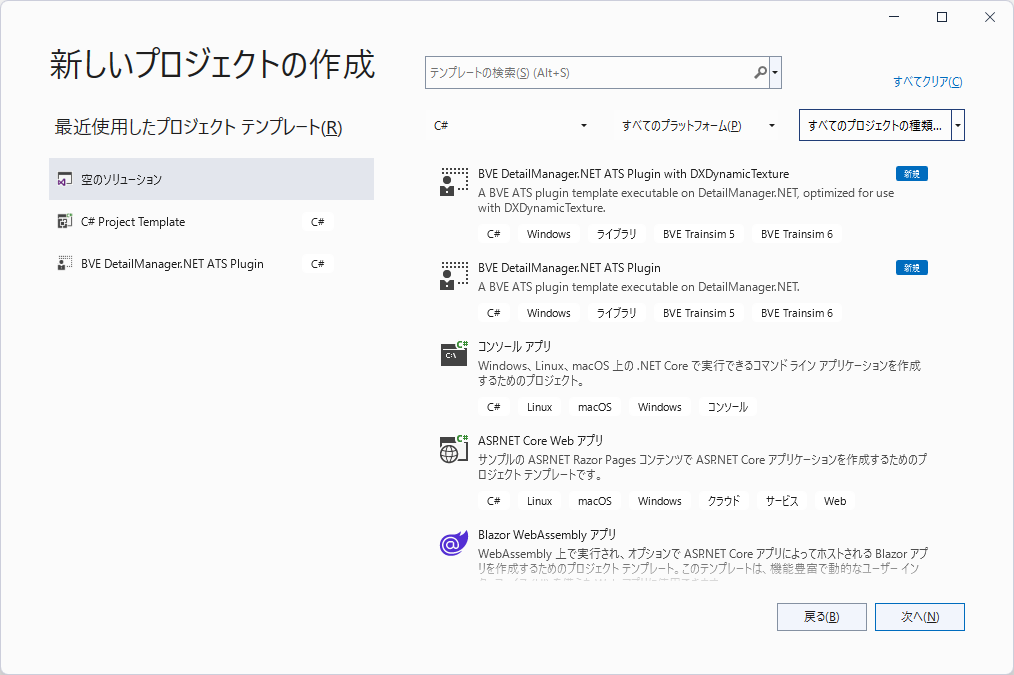 新しいプロジェクトの作成
テンプレートの検索(S) (Alt+S)
すべてクリア(C)
最近使用したプロジェクト テンプレート(R)
C#
すべてのプラットフォーム(P)
すべてのプロジェクトの種類...
空のソリューション
C# Project Template
C#
BVE DetailManager.NET ATS Plugin
C#
BVE DetailManager.NET ATS Plugin with DXDynamicTexture
新規
A BVE ATS plugin template executable on DetailManager.NET, optimized for use
with DXDynamicTexture.
C# Windows ライブラリ BVE Trainsim 5 BVE Trainsim 6
BVE DetailManager.NET ATS Plugin
新規
A BVE ATS plugin template executable on DetailManager.NET.
C# Windows ライブラリ BVE Trainsim 5 BVE Trainsim 6
コンソール アプリ
Windows、Linux、macOS 上の .NET Core で実行できるコマンド ライン アプリケーションを作成
するためのプロジェクト。
C# Linux macOS Windows コンソール
ASP.NET Core Web アプリ
サンプルの ASP.NET Razor Pages コンテンツで ASP.NET Core アプリケーションを作成するためのプ
ロジェクト テンプレートです。
C# Linux macOS Windows クラウド サービス Web
Blazor WebAssembly アプリ
WebAssembly 上で実行され、オプションで ASP.NET Core アプリによってホストされる Blazor アプ
リを作成するためのプロジェクト テンプレート。このテンプレートは、機能豊富で動的なユーザー イン
戻る(B)
次へ(N)